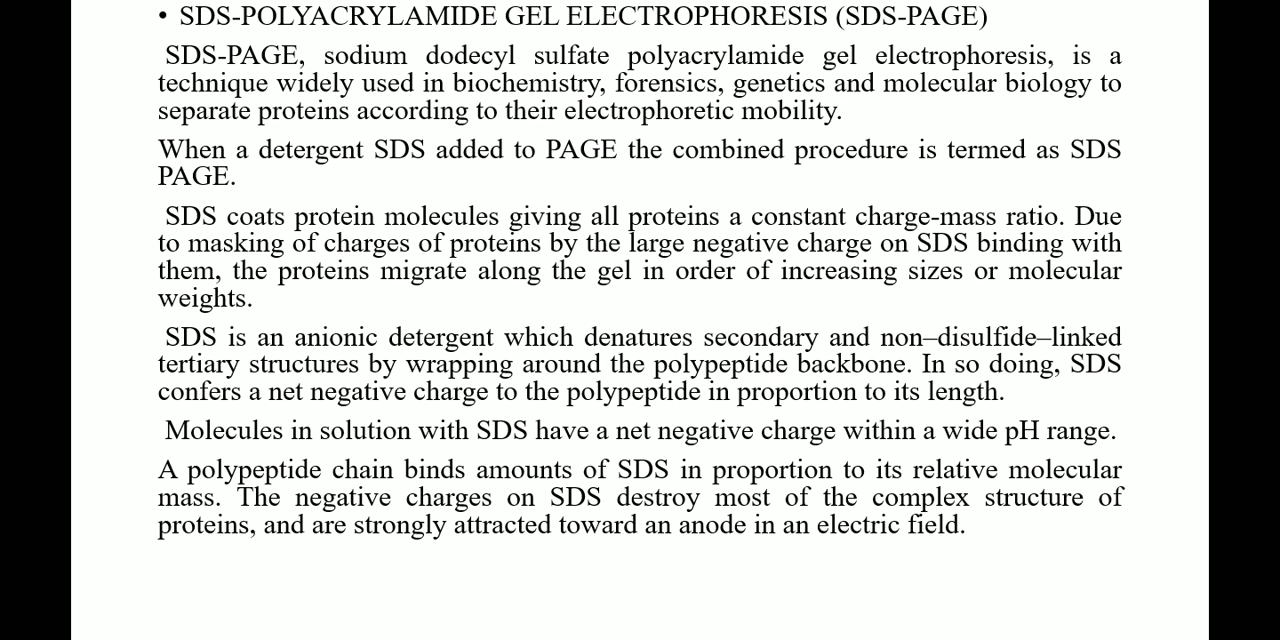 • SDS-POLYACRYLAMIDE GEL ELECTROPHORESIS (SDS-PAGE)
SDS-PAGE, sodium dodecyl sulfate polyacrylamide gel electrophoresis, is a
technique widely used in biochemistry, forensics, genetics and molecular biology to
separate proteins according to their electrophoretic mobility.
When a detergent SDS added to PAGE the combined procedure is termed as SDS
PAGE.
SDS coats protein molecules giving all proteins a constant charge-mass ratio. Due
to masking of charges of proteins by the large negative charge on SDS binding with
them, the proteins migrate along the gel in order of increasing sizes or molecular
weights.
SDS is an anionic detergent which denatures secondary and non–disulfide–linked
tertiary structures by wrapping around the polypeptide backbone. In so doing, SDS
confers a net negative charge to the polypeptide in proportion to its length.
Molecules in solution with SDS have a net negative charge within a wide pH range.
A polypeptide chain binds amounts of SDS in proportion to its relative molecular
mass. The negative charges on SDS destroy most of the complex structure of
proteins, and are strongly attracted toward an anode in an electric field.